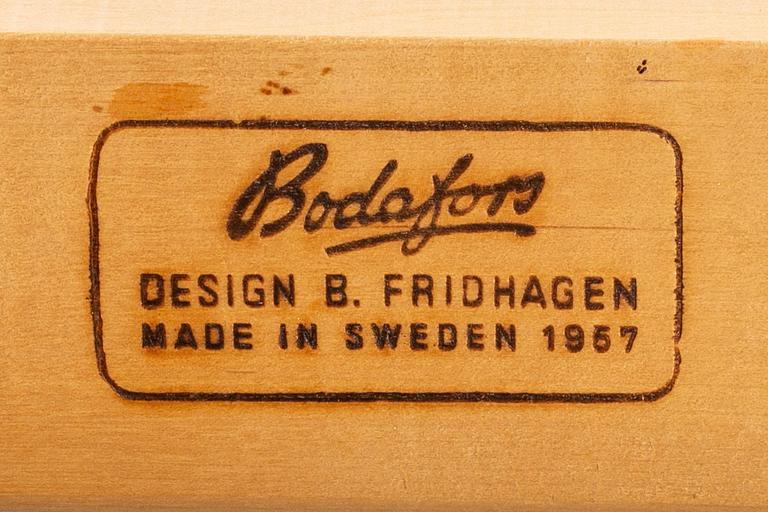 Bodafors
DESIGN B. FRIDHAGEN
MADE IN SWEDEN 1957